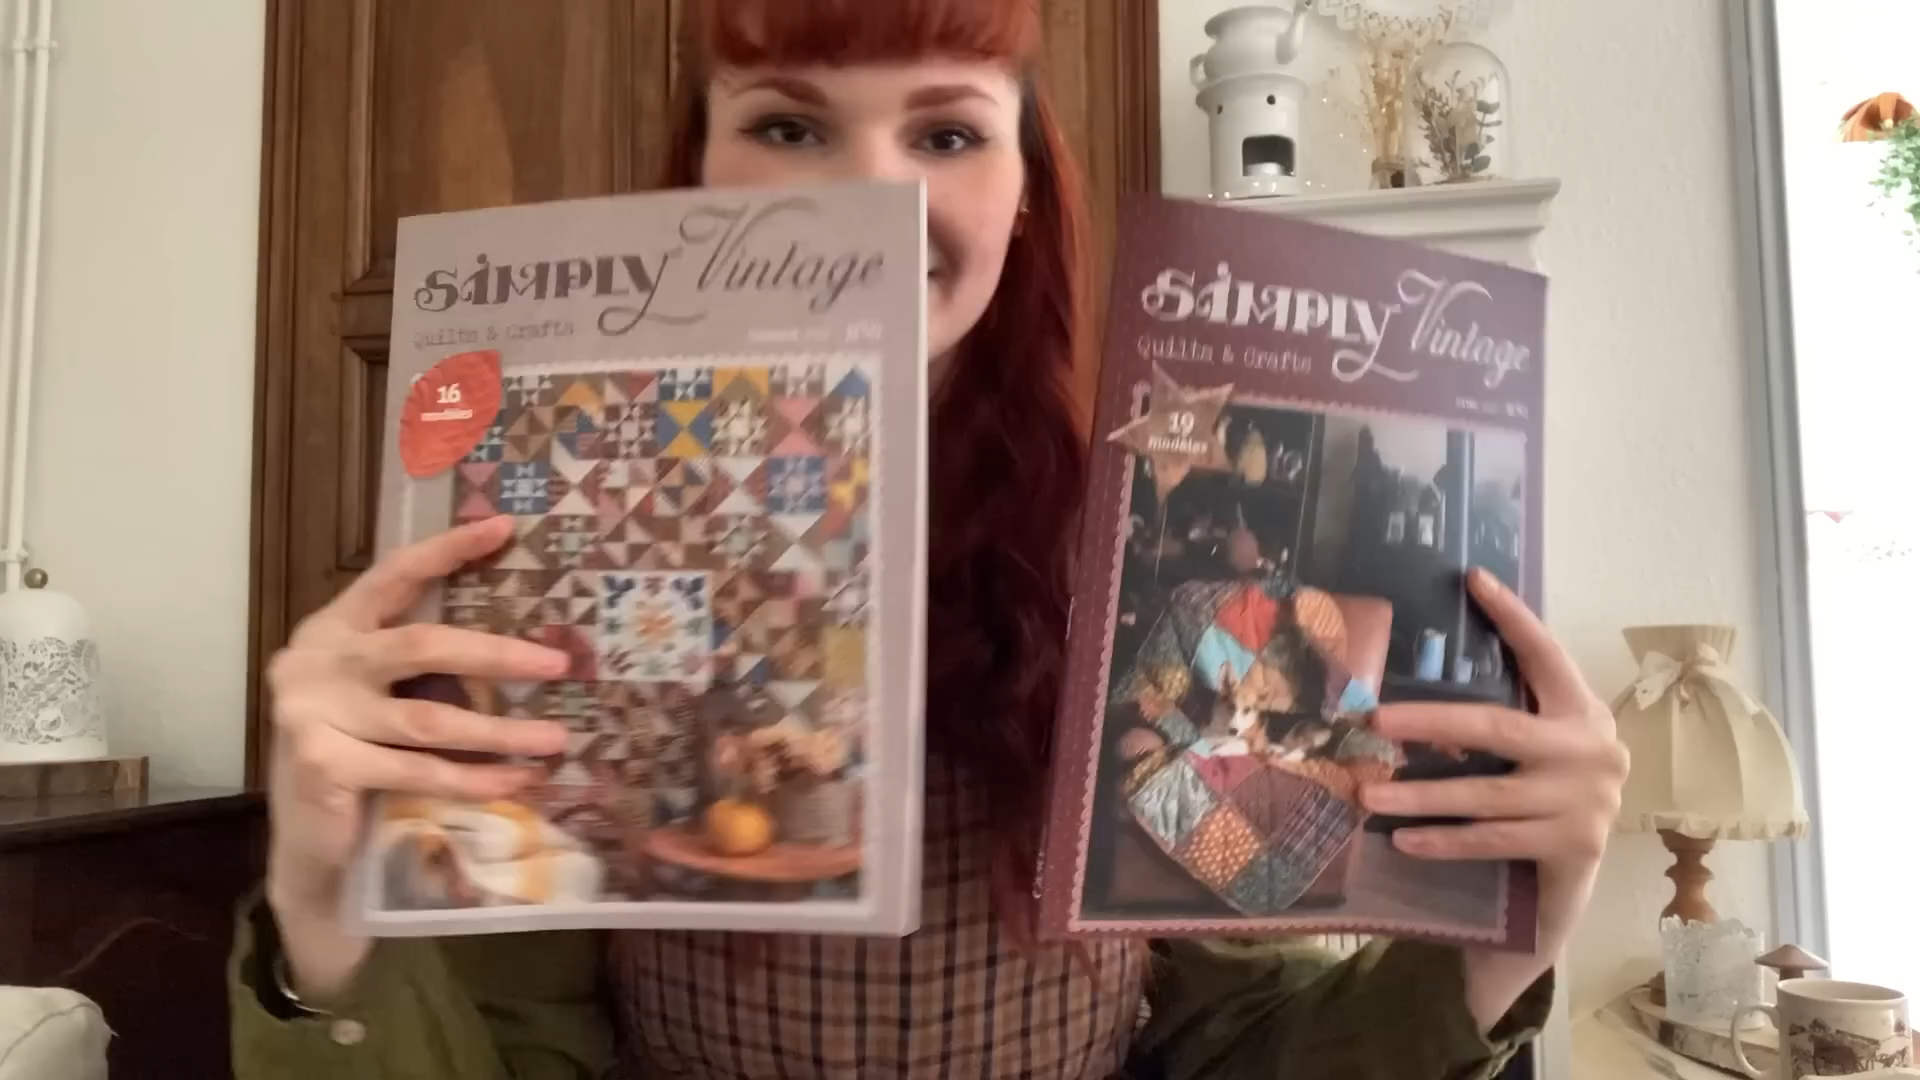 SIMPLY Vintage
Quilts & Crafts
16
modèles
SIMPLY Vintage
Quilts & Crafts
19
modèles